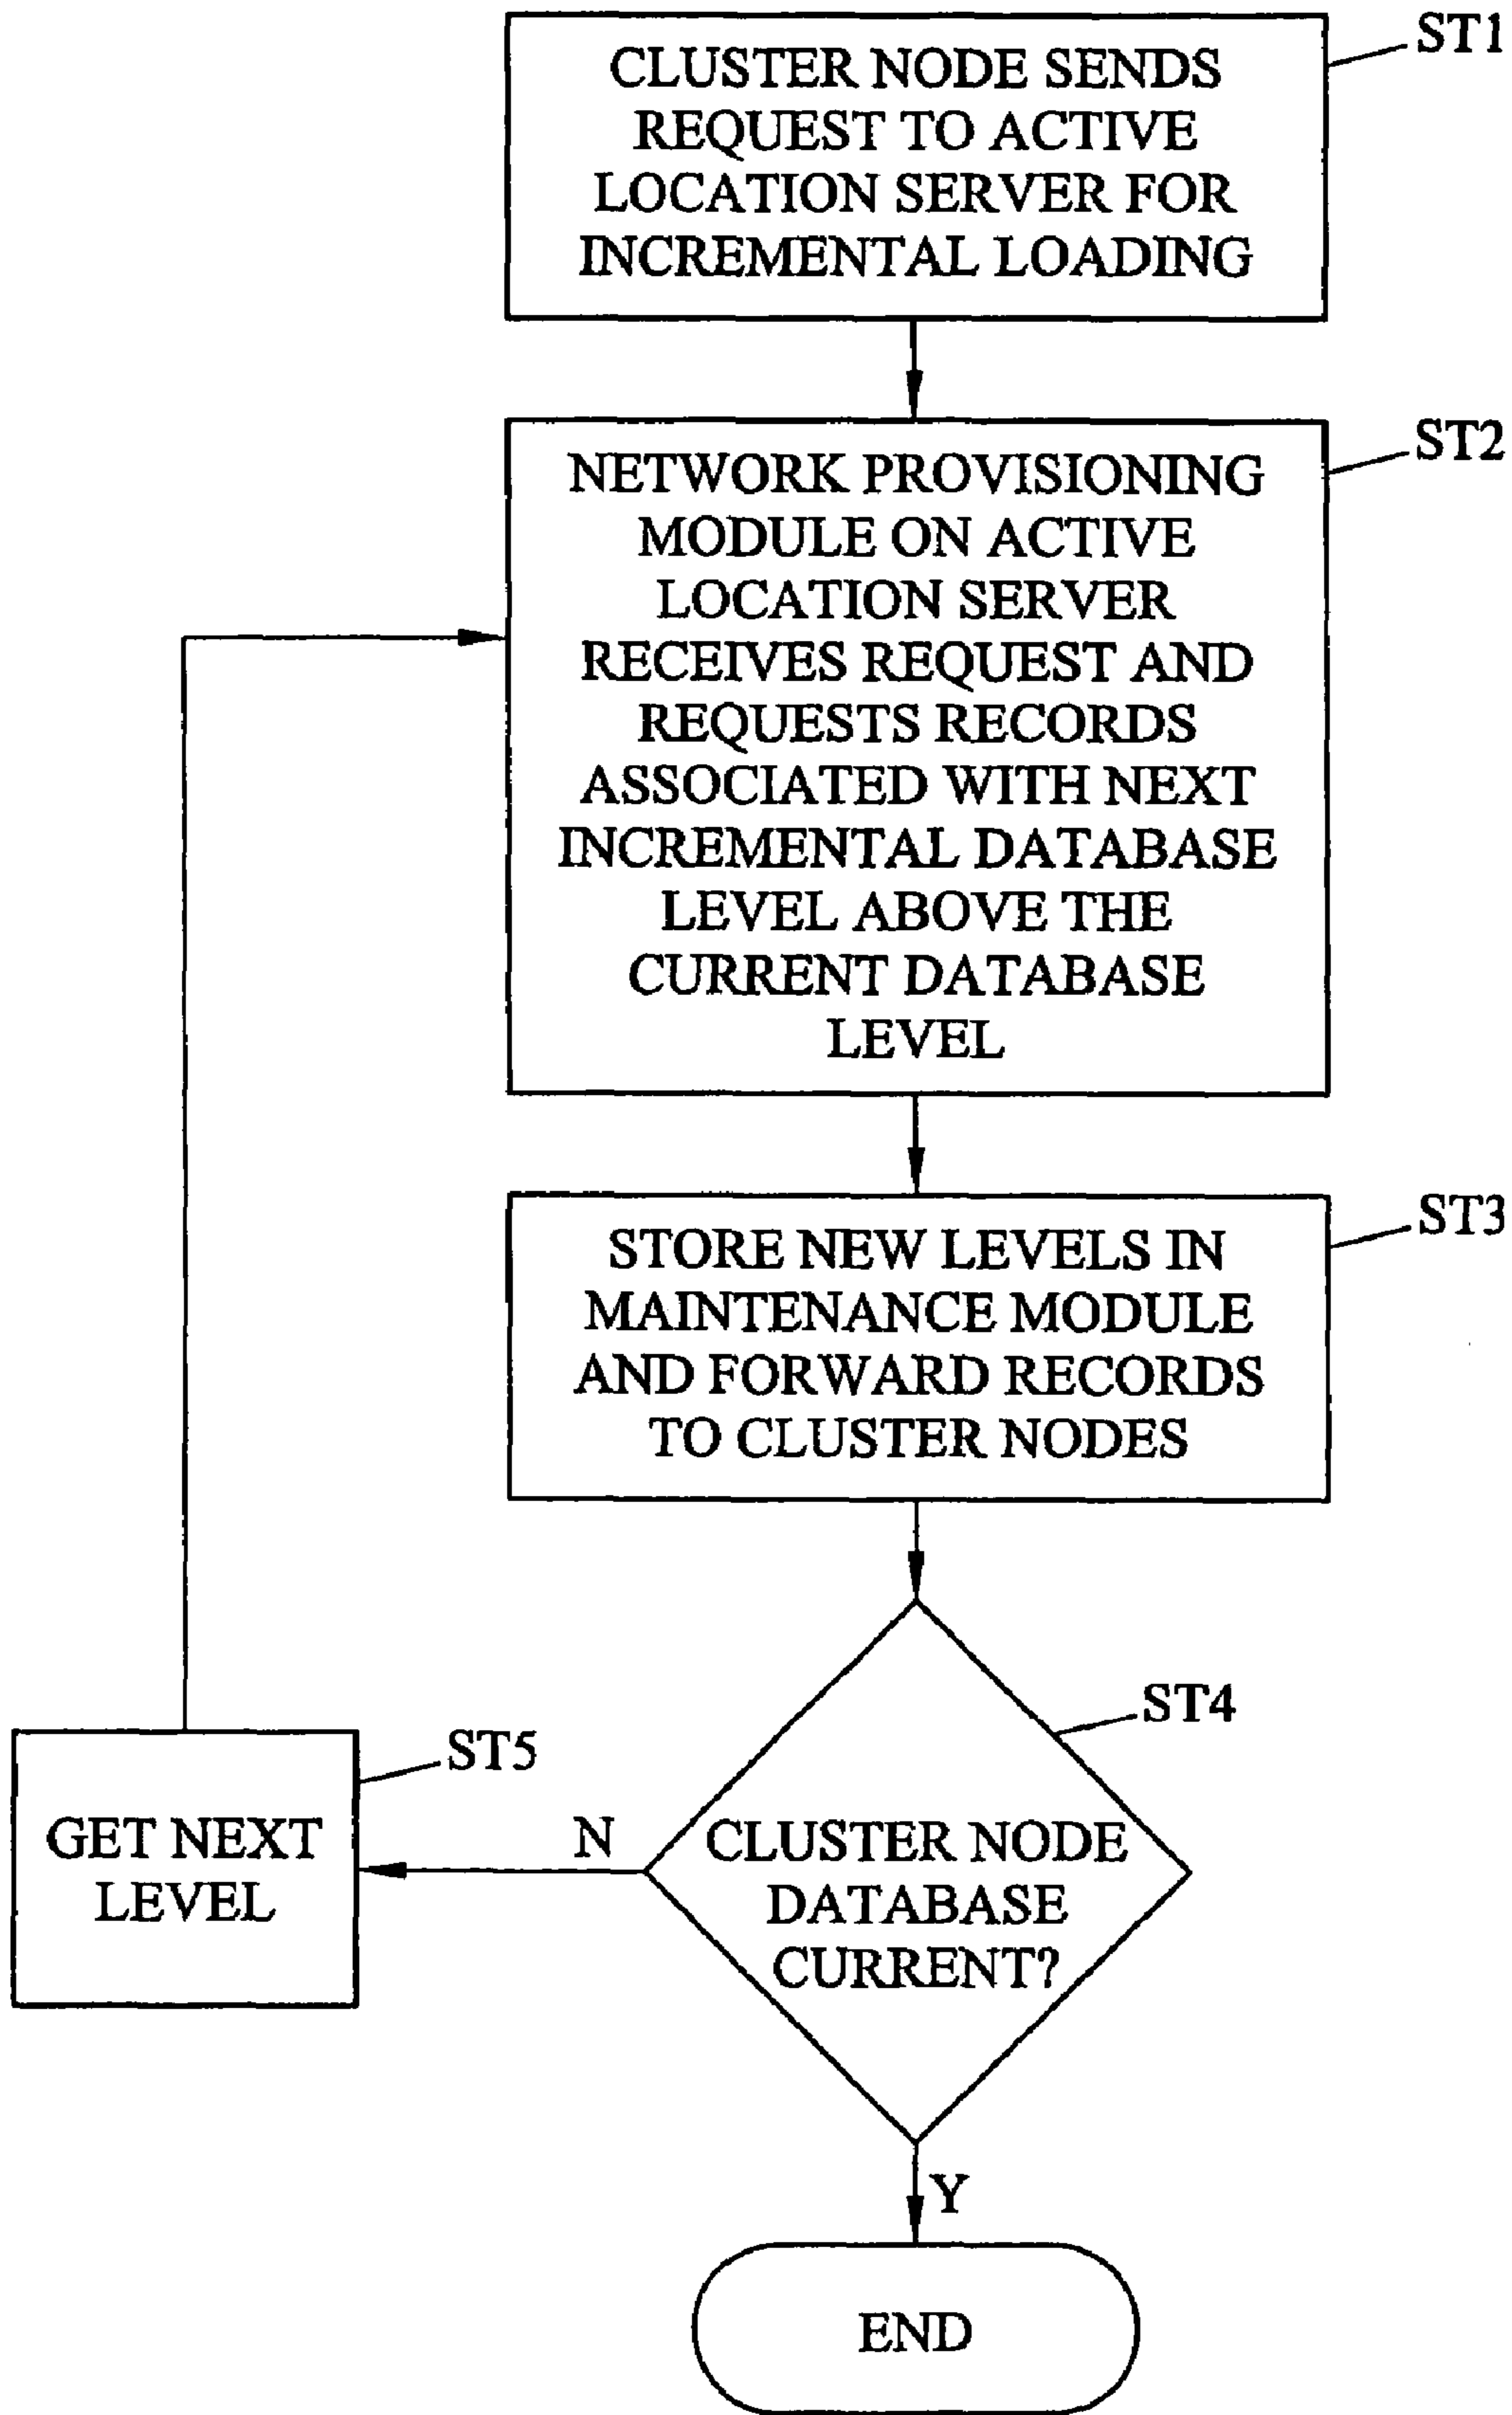 ST1
CLUSTER NODE SENDS
REQUEST TO ACTIVE
LOCATION SERVER FOR
INCREMENTAL LOADING
ST2
NETWORK PROVISIONING
MODULE ON ACTIVE
LOCATION SERVER
RECEIVES REQUEST AND
REQUESTS RECORDS
ASSOCIATED WITH NEXT
INCREMENTAL DATABASE
LEVEL ABOVE THE
CURRENT DATABASE
LEVEL
ST3
STORE NEW LEVELS IN
MAINTENANCE MODULE
AND FORWARD RECORDS
TO CLUSTER NODES
ST4
CLUSTER NODE
DATABASE
CURRENT?
N
ST5
GET NEXT
LEVEL
Y
END